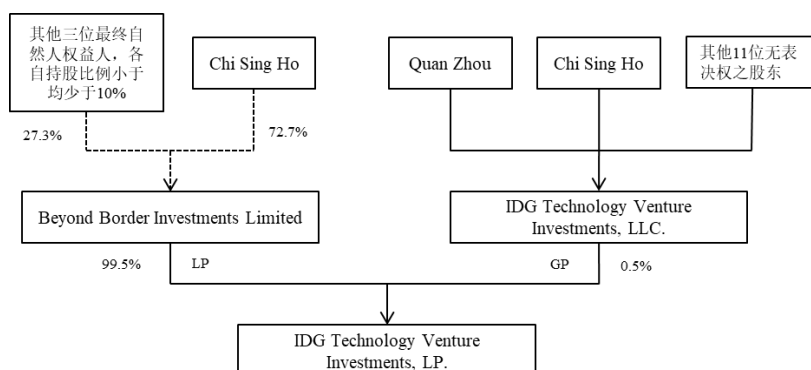 其他三位最终自
然人权益人，各
自持股比例小于
均少于10%
Chi Sing Ho
Quan Zhou
Chi Sing Ho
其他11位无表
决权之股东
27.3%
72.7%
Beyond Border Investments Limited
IDG Technology Venture
Investments, LLC.
99.5%
LP
GP
0.5%
IDG Technology Venture
Investments, LP.